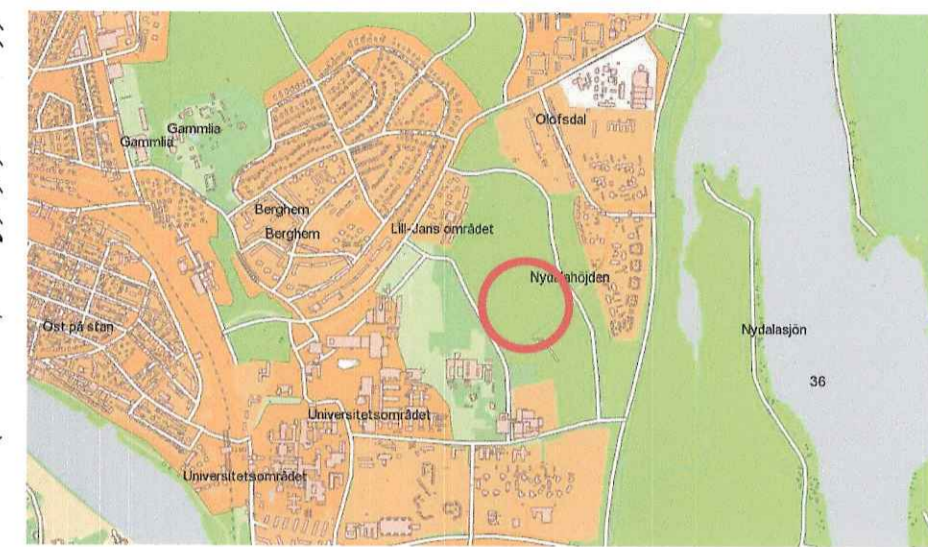 Olofsdal
Gammlia
Gammlia
Berghem
Lill-Jans området
Berghem
Nydalahöjden
Öst på stan
Nydalasjön
36
Universitetsområdet
Universitetsområdet